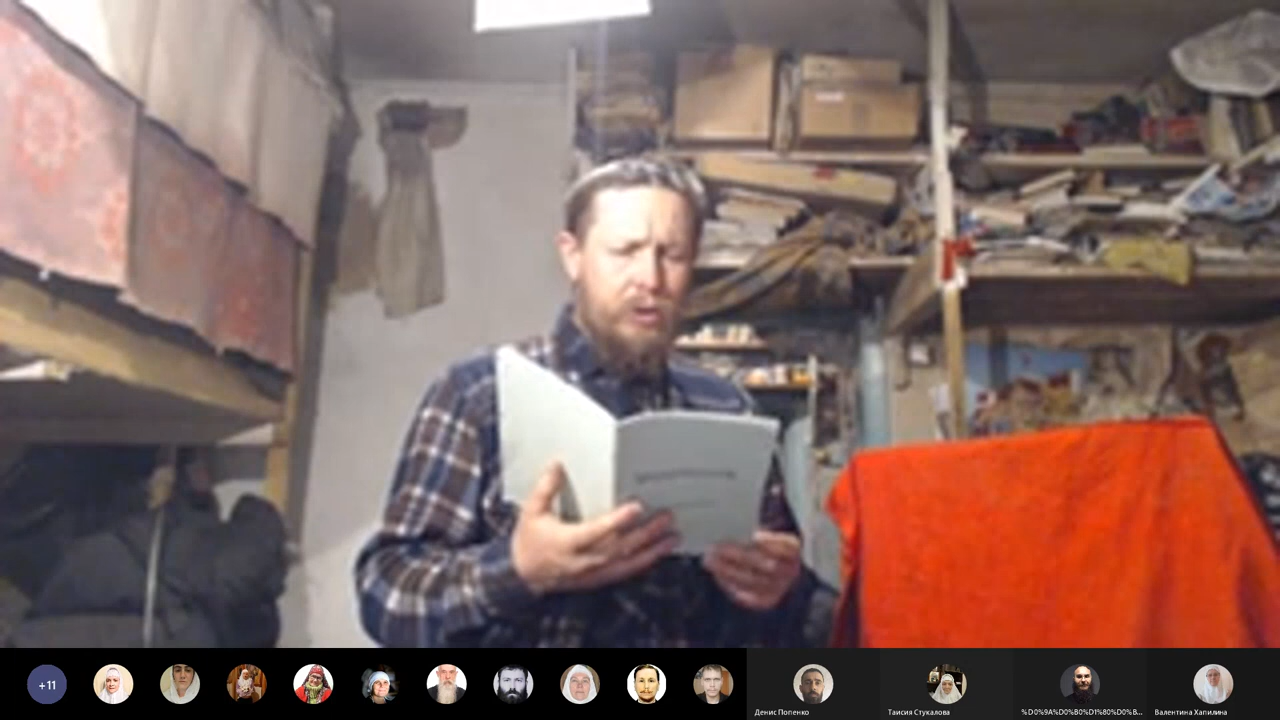 +11
Денис Попенко
Таисия Стукалова
%D0%9A%D0%B0%D1%80%D0%B...
Валентина Хапилина